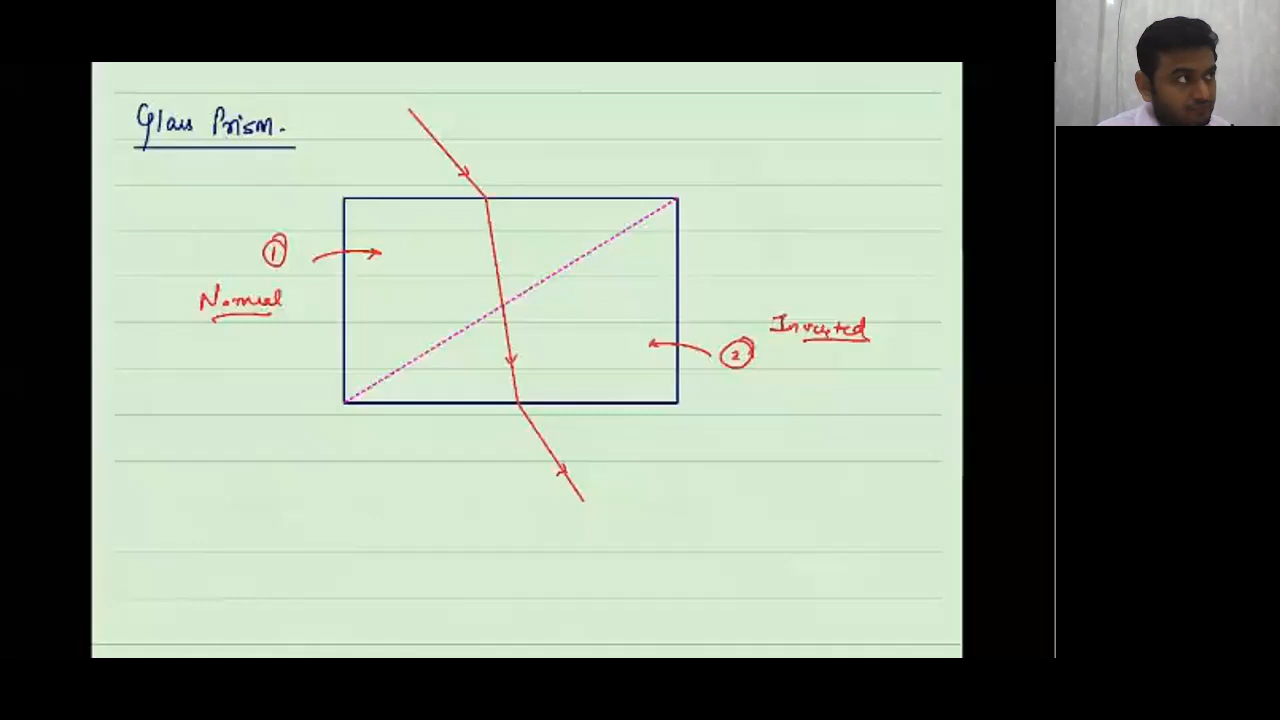 Glass Prism.
①
Normal
Inverted
②